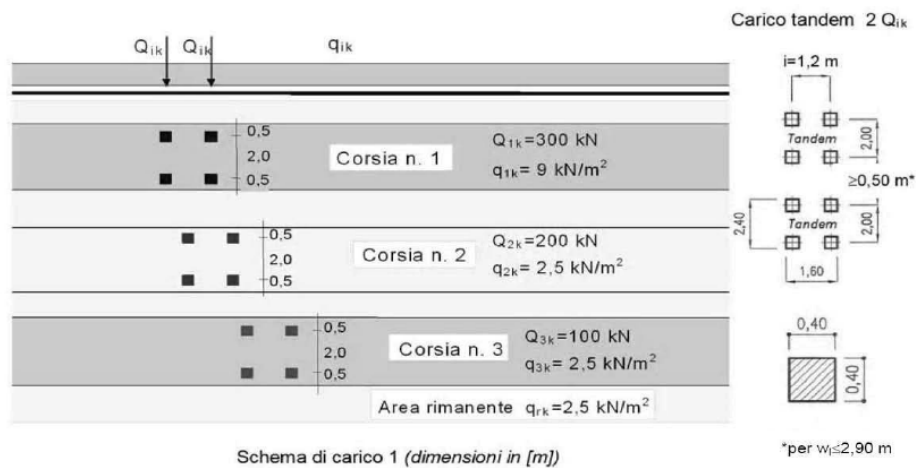 Carico tandem 2 Qik
Qik Qik qik
i=1,2 m
0,5
2,0
0,5
Corsia n. 1
Q1k=300 kN
q1k= 9 kN/m²
Tandem
2,00
≥0,50 m*
0,5
2,0
0,5
Corsia n. 2
Q2k=200 kN
q2k= 2,5 kN/m²
2,40
Tandem
2,00
1,60
0,5
2,0
0,5
Corsia n. 3
Q3k=100 kN
q3k= 2,5 kN/m²
0,40
0,40
Area rimanente qrk=2,5 kN/m²
Schema di carico 1 (dimensioni in [m])
*per wl≤2,90 m